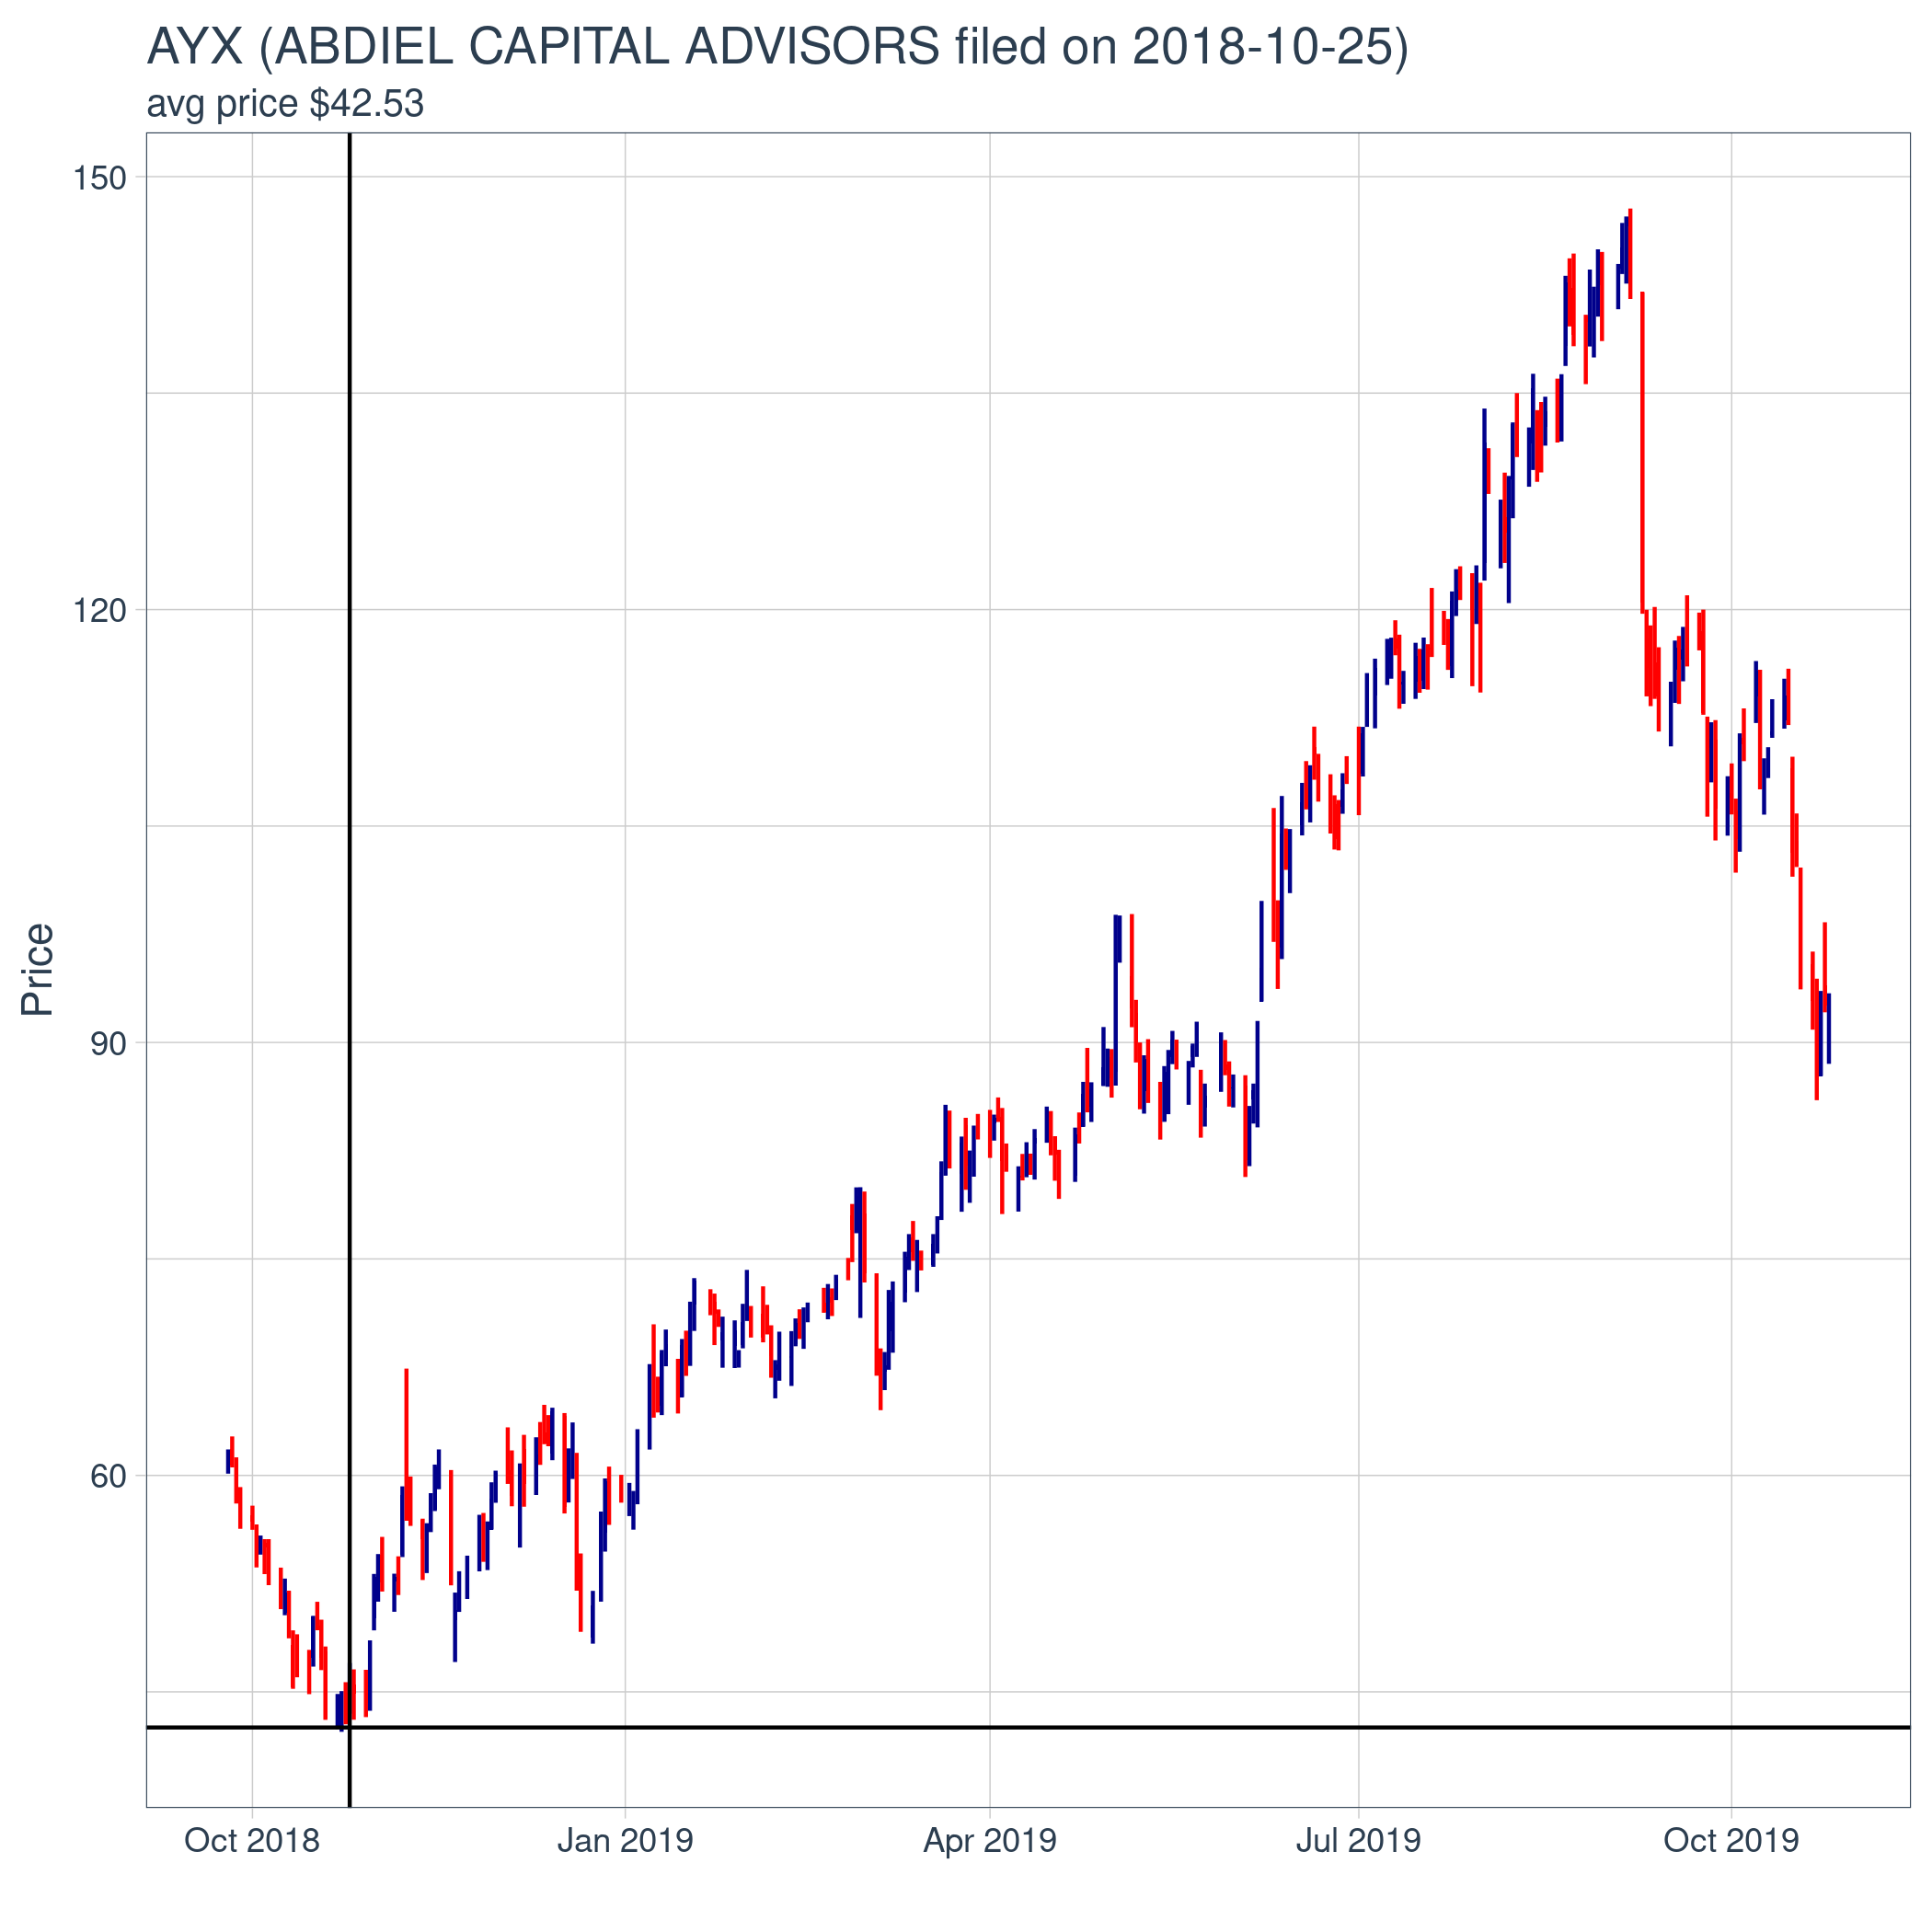 AYX (ABDIEL CAPITAL ADVISORS filed on 2018-10-25)
avg price $42.53
150
120
90
60
Price
Oct 2018
Jan 2019
Apr 2019
Jul 2019
Oct 2019